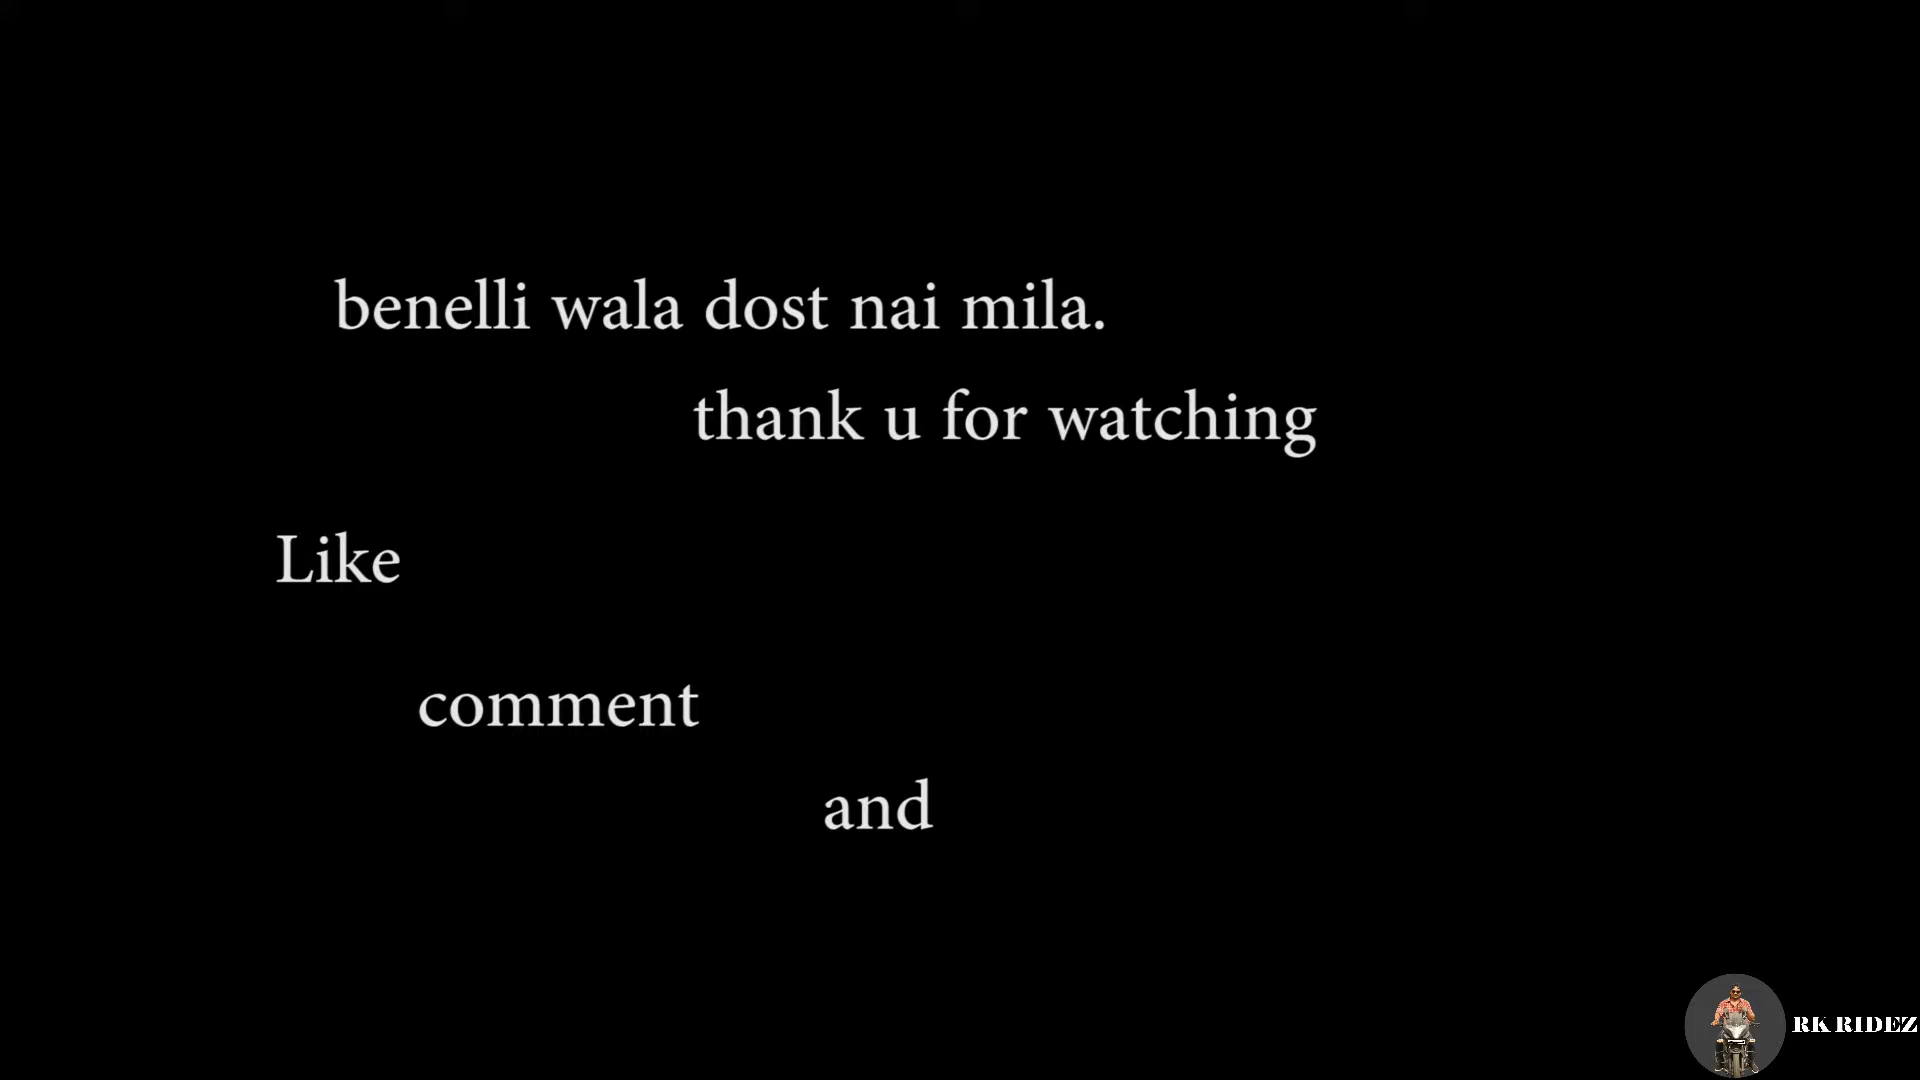 benelli wala dost nai mila.
thank u for watching
Like
comment
and
RK RIDEZ